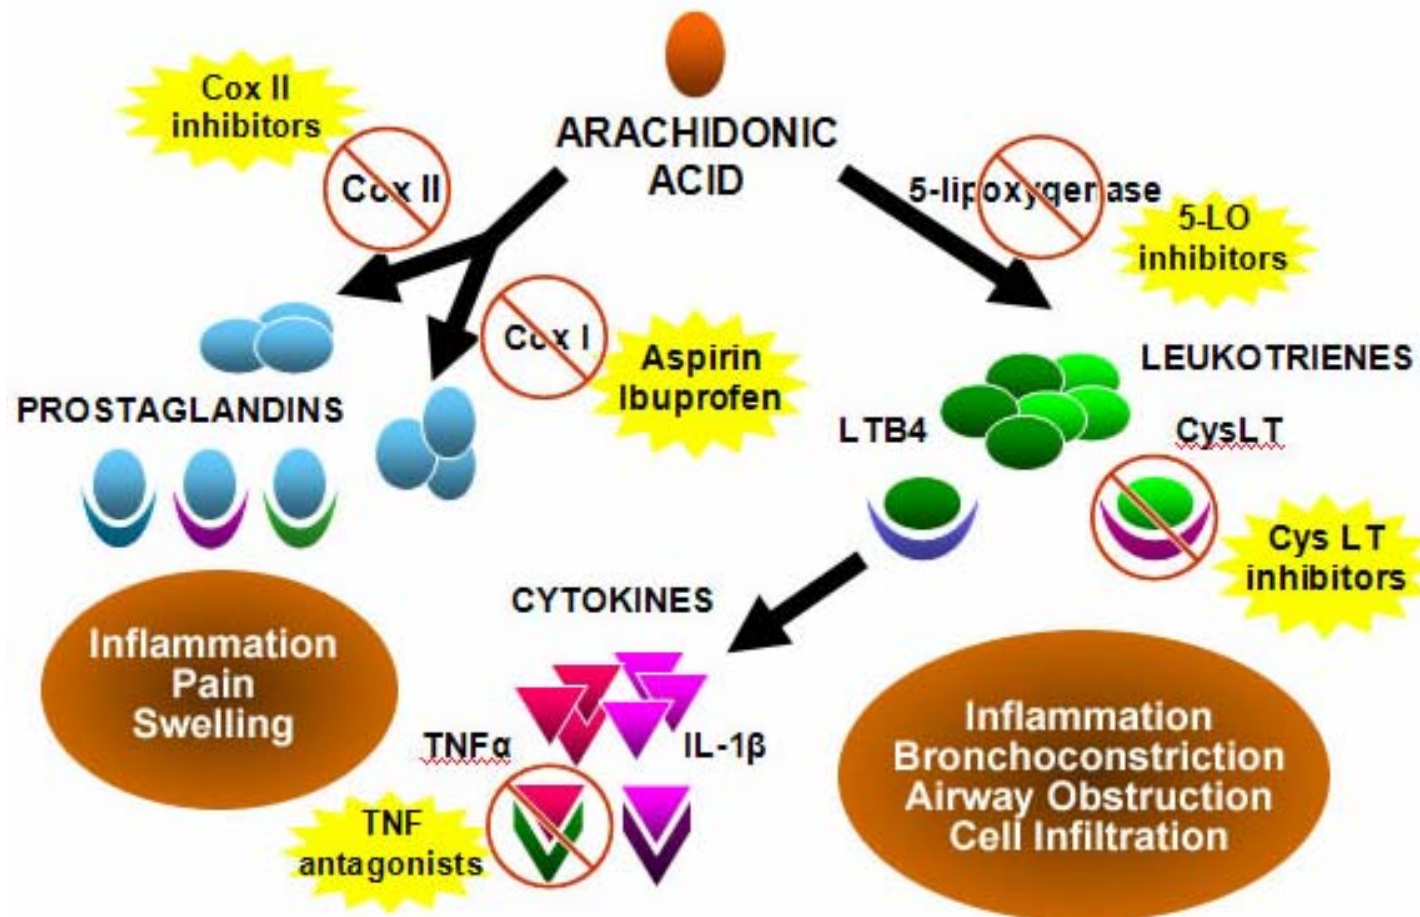 Cox II
inhibitors
ARACHIDONIC
ACID
Cox II
5-lipoxygenase
5-LO
inhibitors
Cox I
Aspirin
Ibuprofen
PROSTAGLANDINS
LEUKOTRIENES
LTB4
CysLT
Cys LT
inhibitors
CYTOKINES
Inflammation
Pain
Swelling
TNFα
IL-1β
TNF
antagonists
Inflammation
Bronchoconstriction
Airway Obstruction
Cell Infiltration